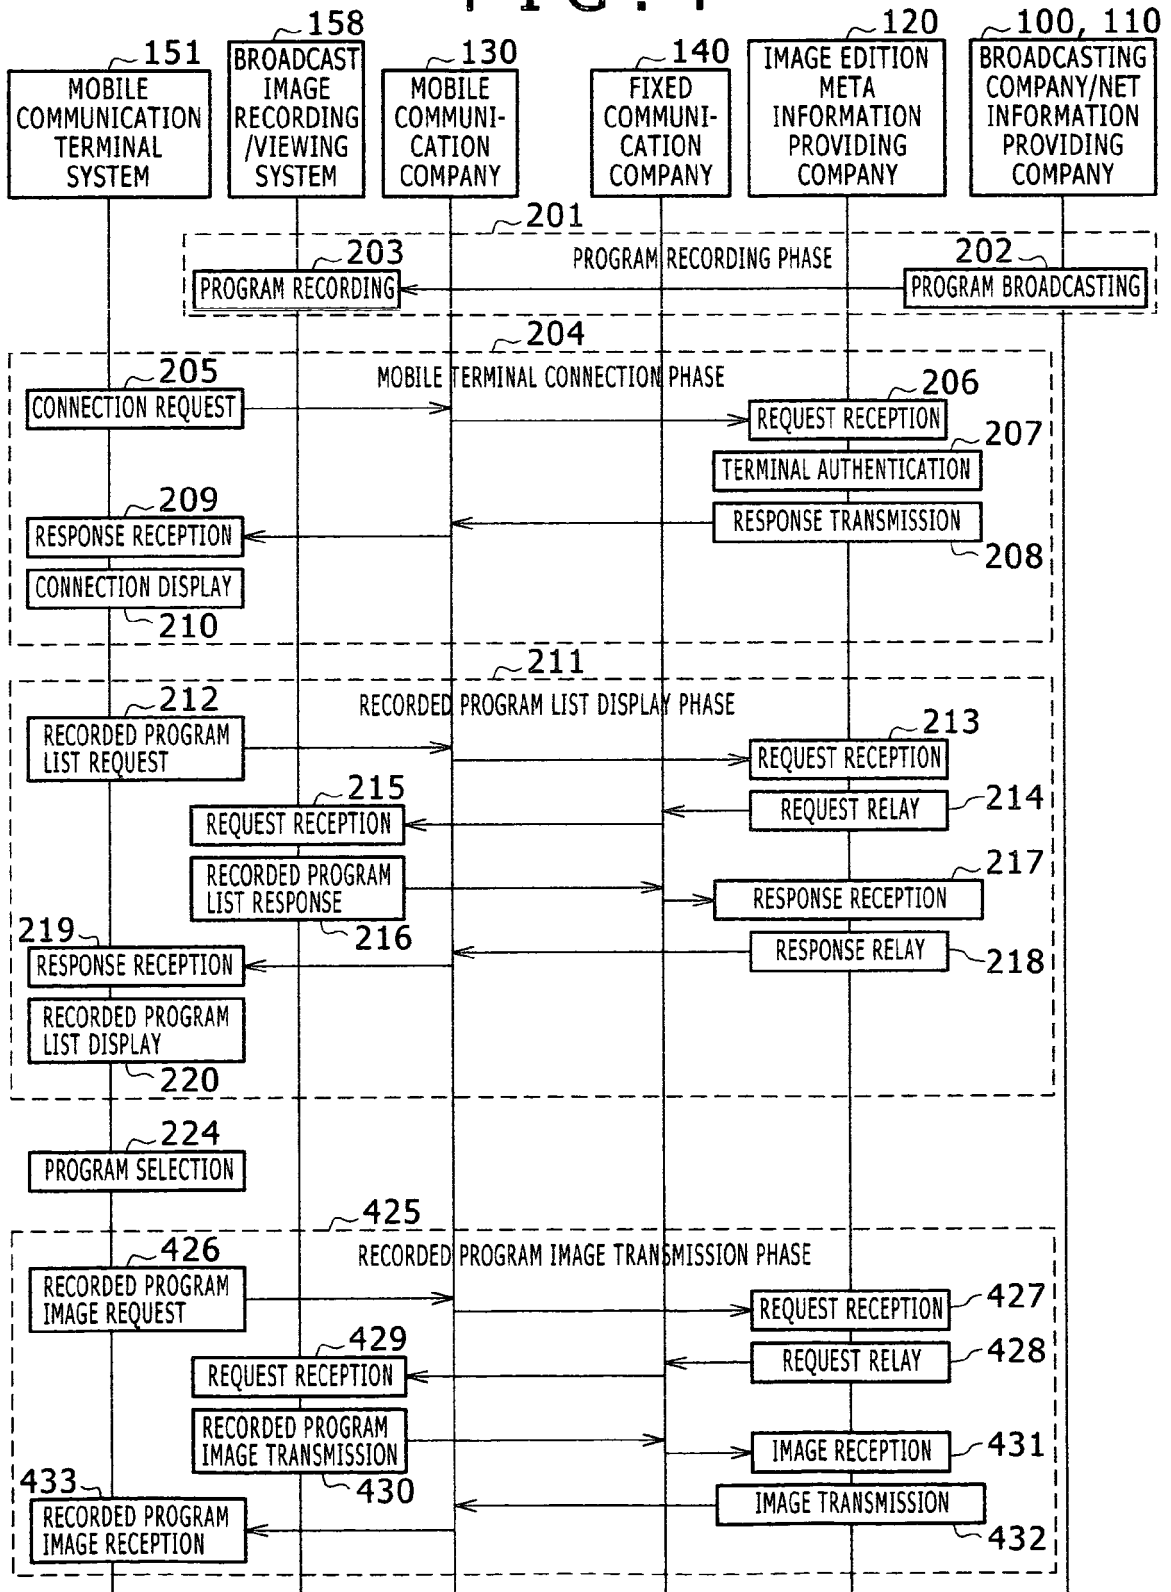 151
MOBILE
COMMUNICATION
TERMINAL
SYSTEM
158
BROADCAST
IMAGE
RECORDING
/VIEWING
SYSTEM
130
MOBILE
COMMUNI-
CATION
COMPANY
140
FIXED
COMMUNI-
CATION
COMPANY
120
IMAGE EDITION
META
INFORMATION
PROVIDING
COMPANY
100, 110
BROADCASTING
COMPANY/NET
INFORMATION
PROVIDING
COMPANY
201
PROGRAM RECORDING PHASE
203
PROGRAM RECORDING
202
PROGRAM BROADCASTING
204
MOBILE TERMINAL CONNECTION PHASE
205
CONNECTION REQUEST
206
REQUEST RECEPTION
207
TERMINAL AUTHENTICATION
209
RESPONSE RECEPTION
RESPONSE TRANSMISSION
208
CONNECTION DISPLAY
210
211
RECORDED PROGRAM LIST DISPLAY PHASE
212
RECORDED PROGRAM
LIST REQUEST
213
REQUEST RECEPTION
215
REQUEST RECEPTION
REQUEST RELAY
214
RECORDED PROGRAM
LIST RESPONSE
216
217
RESPONSE RECEPTION
219
RESPONSE RECEPTION
RESPONSE RELAY
218
RECORDED PROGRAM
LIST DISPLAY
220
224
PROGRAM SELECTION
425
RECORDED PROGRAM IMAGE TRANSMISSION PHASE
426
RECORDED PROGRAM
IMAGE REQUEST
REQUEST RECEPTION
427
429
REQUEST RECEPTION
REQUEST RELAY
428
RECORDED PROGRAM
IMAGE TRANSMISSION
430
IMAGE RECEPTION
431
433
RECORDED PROGRAM
IMAGE RECEPTION
IMAGE TRANSMISSION
432